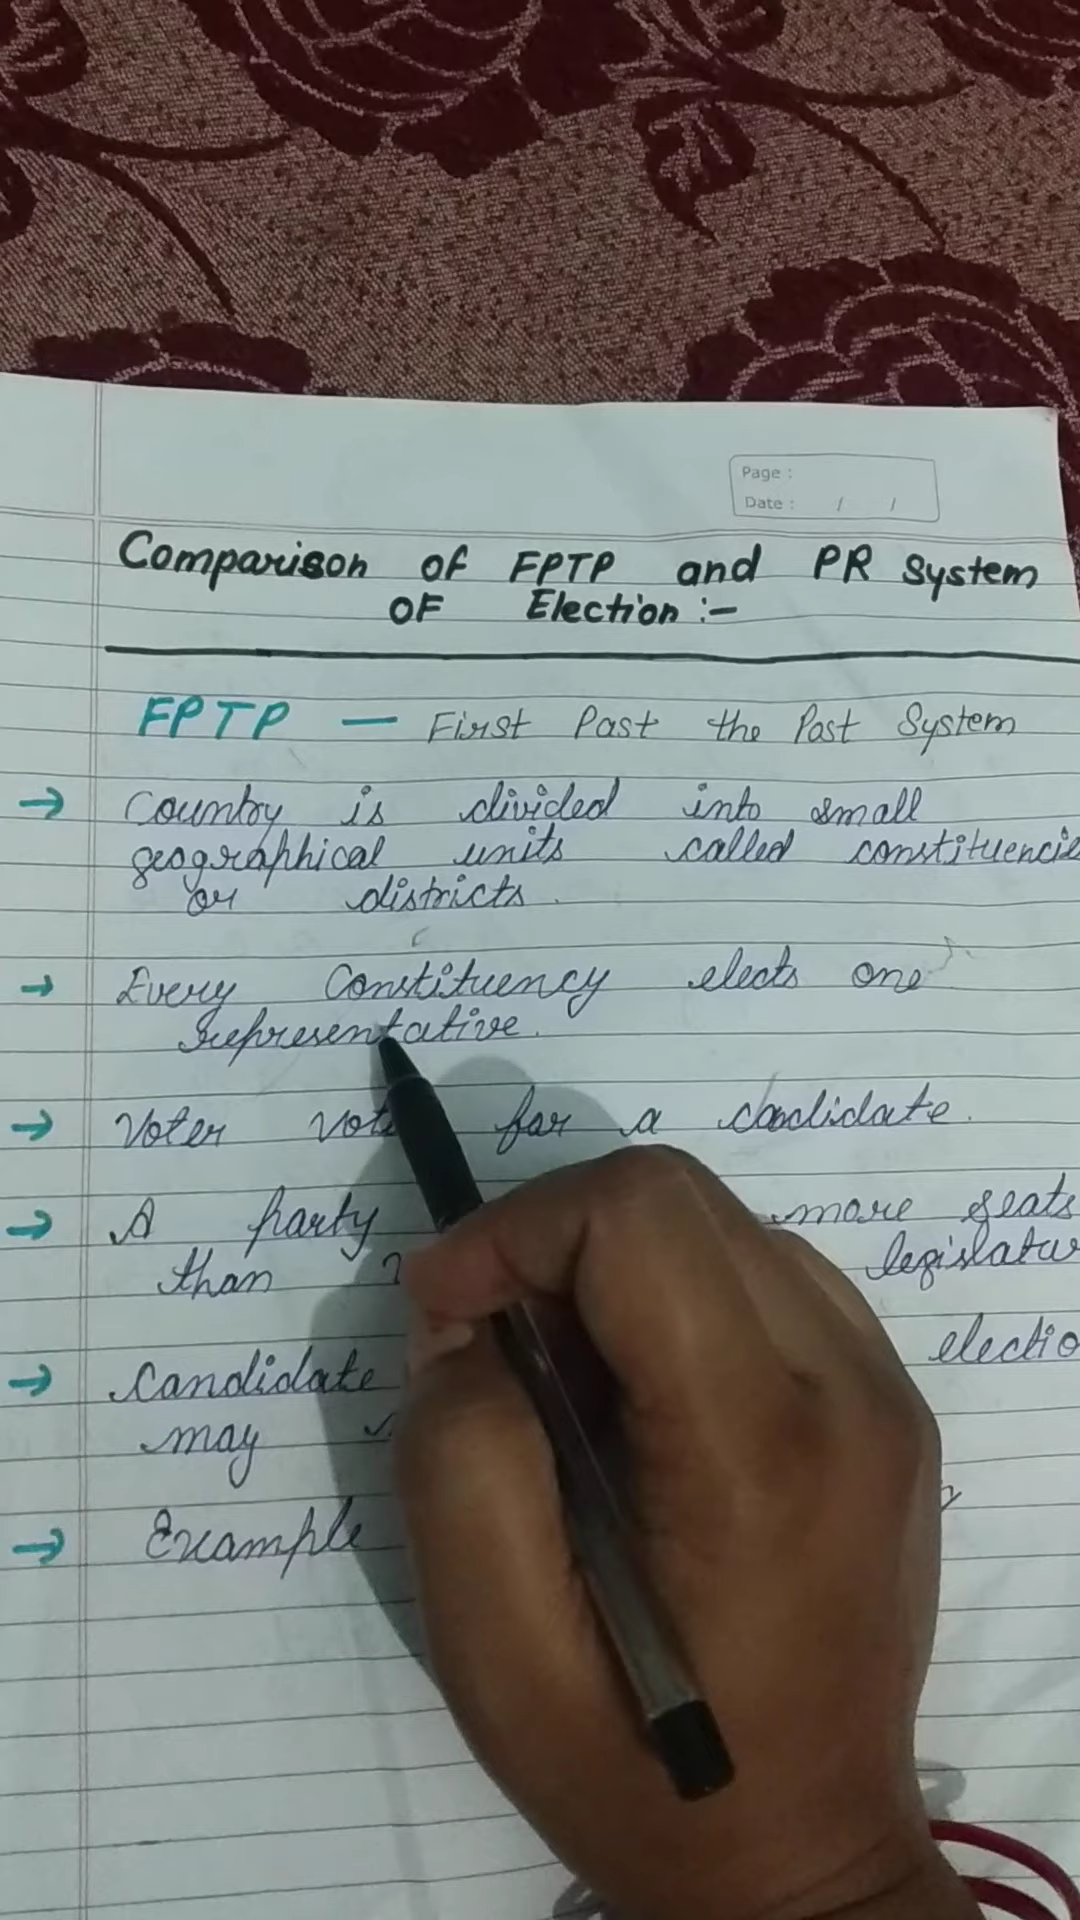 Page :
Date : / /
Comparison of FPTP and PR System
OF Election :-
FPTP — First Past the Post System
→ Country is divided into small
geographical units called constituencie
or districts.
→ Every Constituency elects one
representative.
→ Voter vote for a candidate.
→ A party more seats
than legislatu
→ Candidate electio
may
→ Example